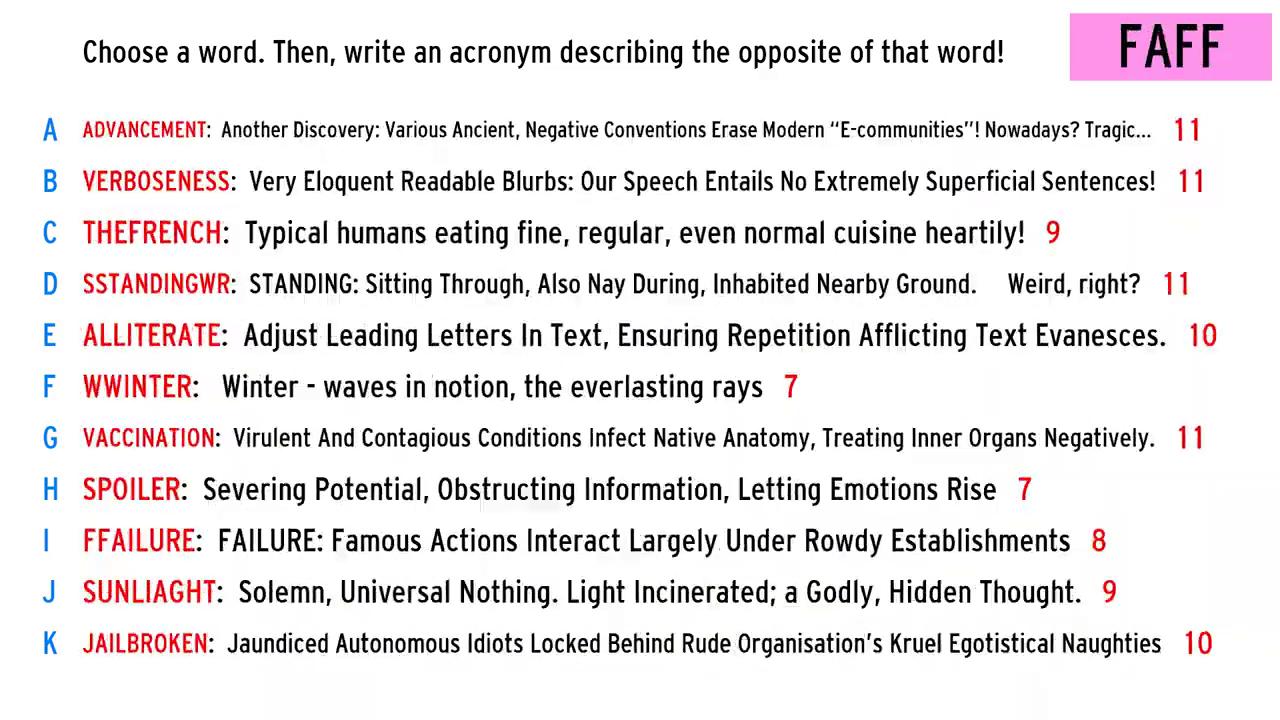 Choose a word. Then, write an acronym describing the opposite of that word!
FAFF
A ADVANCEMENT: Another Discovery: Various Ancient, Negative Conventions Erase Modern “E-communities”! Nowadays? Tragic... 11
B VERBOSENESS: Very Eloquent Readable Blurbs: Our Speech Entails No Extremely Superficial Sentences! 11
C THEFRENCH: Typical humans eating fine, regular, even normal cuisine heartily! 9
D SSTANDINGWR: STANDING: Sitting Through, Also Nay During, Inhabited Nearby Ground. Weird, right? 11
E ALLITERATE: Adjust Leading Letters In Text, Ensuring Repetition Afflicting Text Evanesces. 10
F WWINTER: Winter - waves in notion, the everlasting rays 7
G VACCINATION: Virulent And Contagious Conditions Infect Native Anatomy, Treating Inner Organs Negatively. 11
H SPOILER: Severing Potential, Obstructing Information, Letting Emotions Rise 7
I FFAILURE: FAILURE: Famous Actions Interact Largely Under Rowdy Establishments 8
J SUNLIAGHT: Solemn, Universal Nothing. Light Incinerated; a Godly, Hidden Thought. 9
K JAILBROKEN: Jaundiced Autonomous Idiots Locked Behind Rude Organisation’s Kruel Egotistical Naughties 10